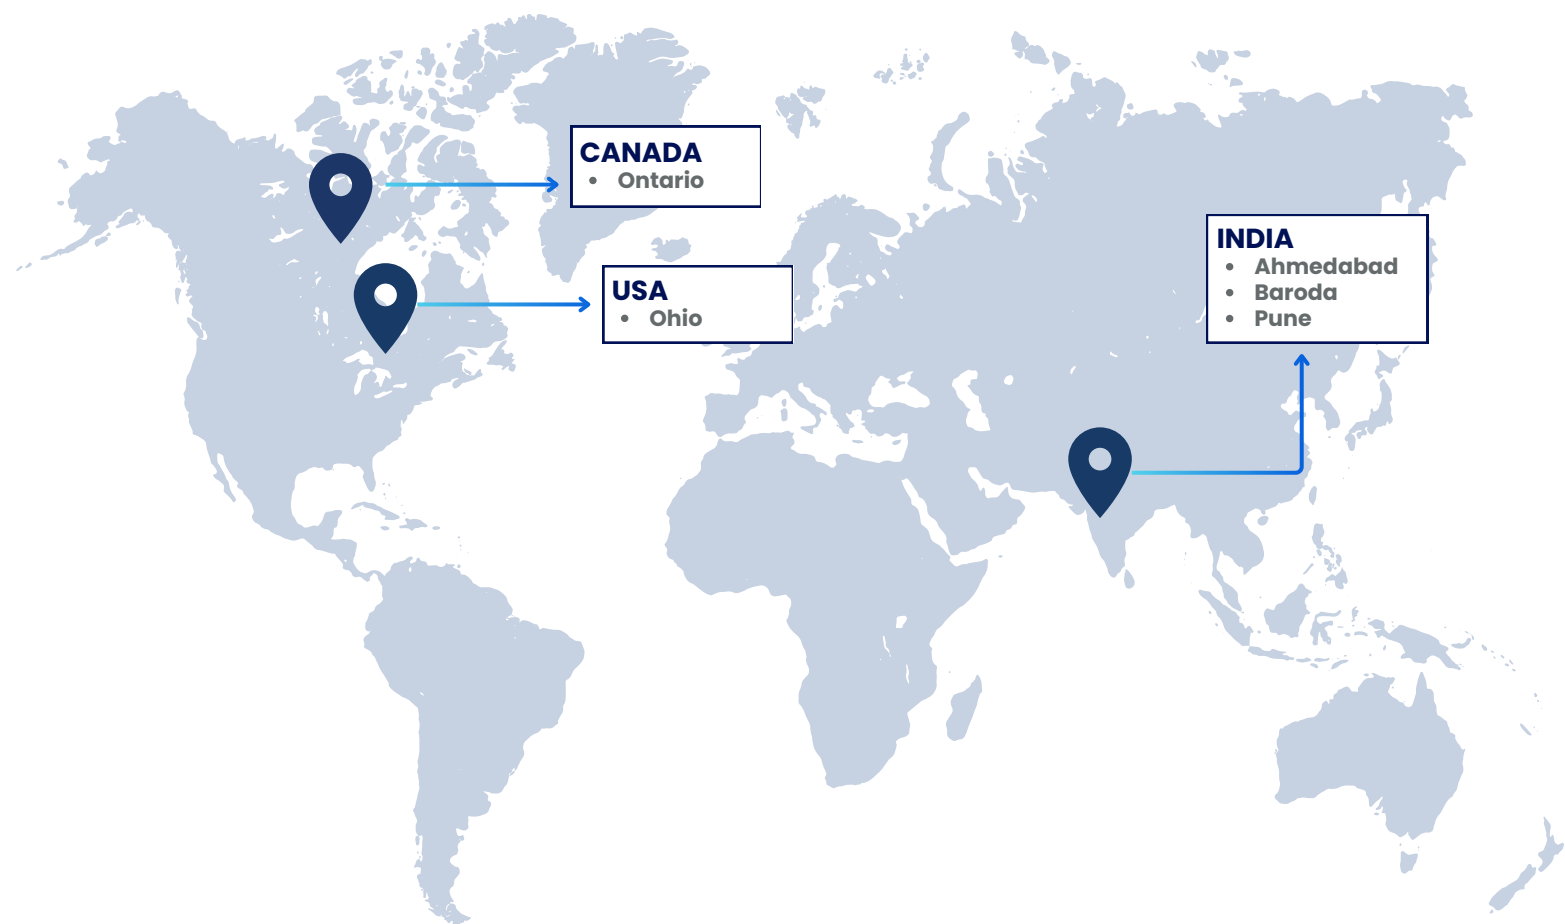 CANADA
• Ontario
USA
• Ohio
INDIA
• Ahmedabad
• Baroda
• Pune